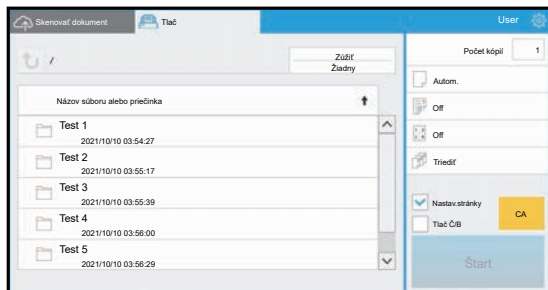 Skenovať dokument
Tlač
User
/
Zúžiť
Žiadny
Počet kópií 1
Názov súboru alebo priečinka
Autom.
Off
Off
Triediť
Test 1
2021/10/10 03:54:27
Test 2
2021/10/10 03:55:17
Test 3
2021/10/10 03:55:39
Test 4
2021/10/10 03:56:00
Test 5
2021/10/10 03:56:29
Nastav.stránky
Tlač Č/B
CA
Štart